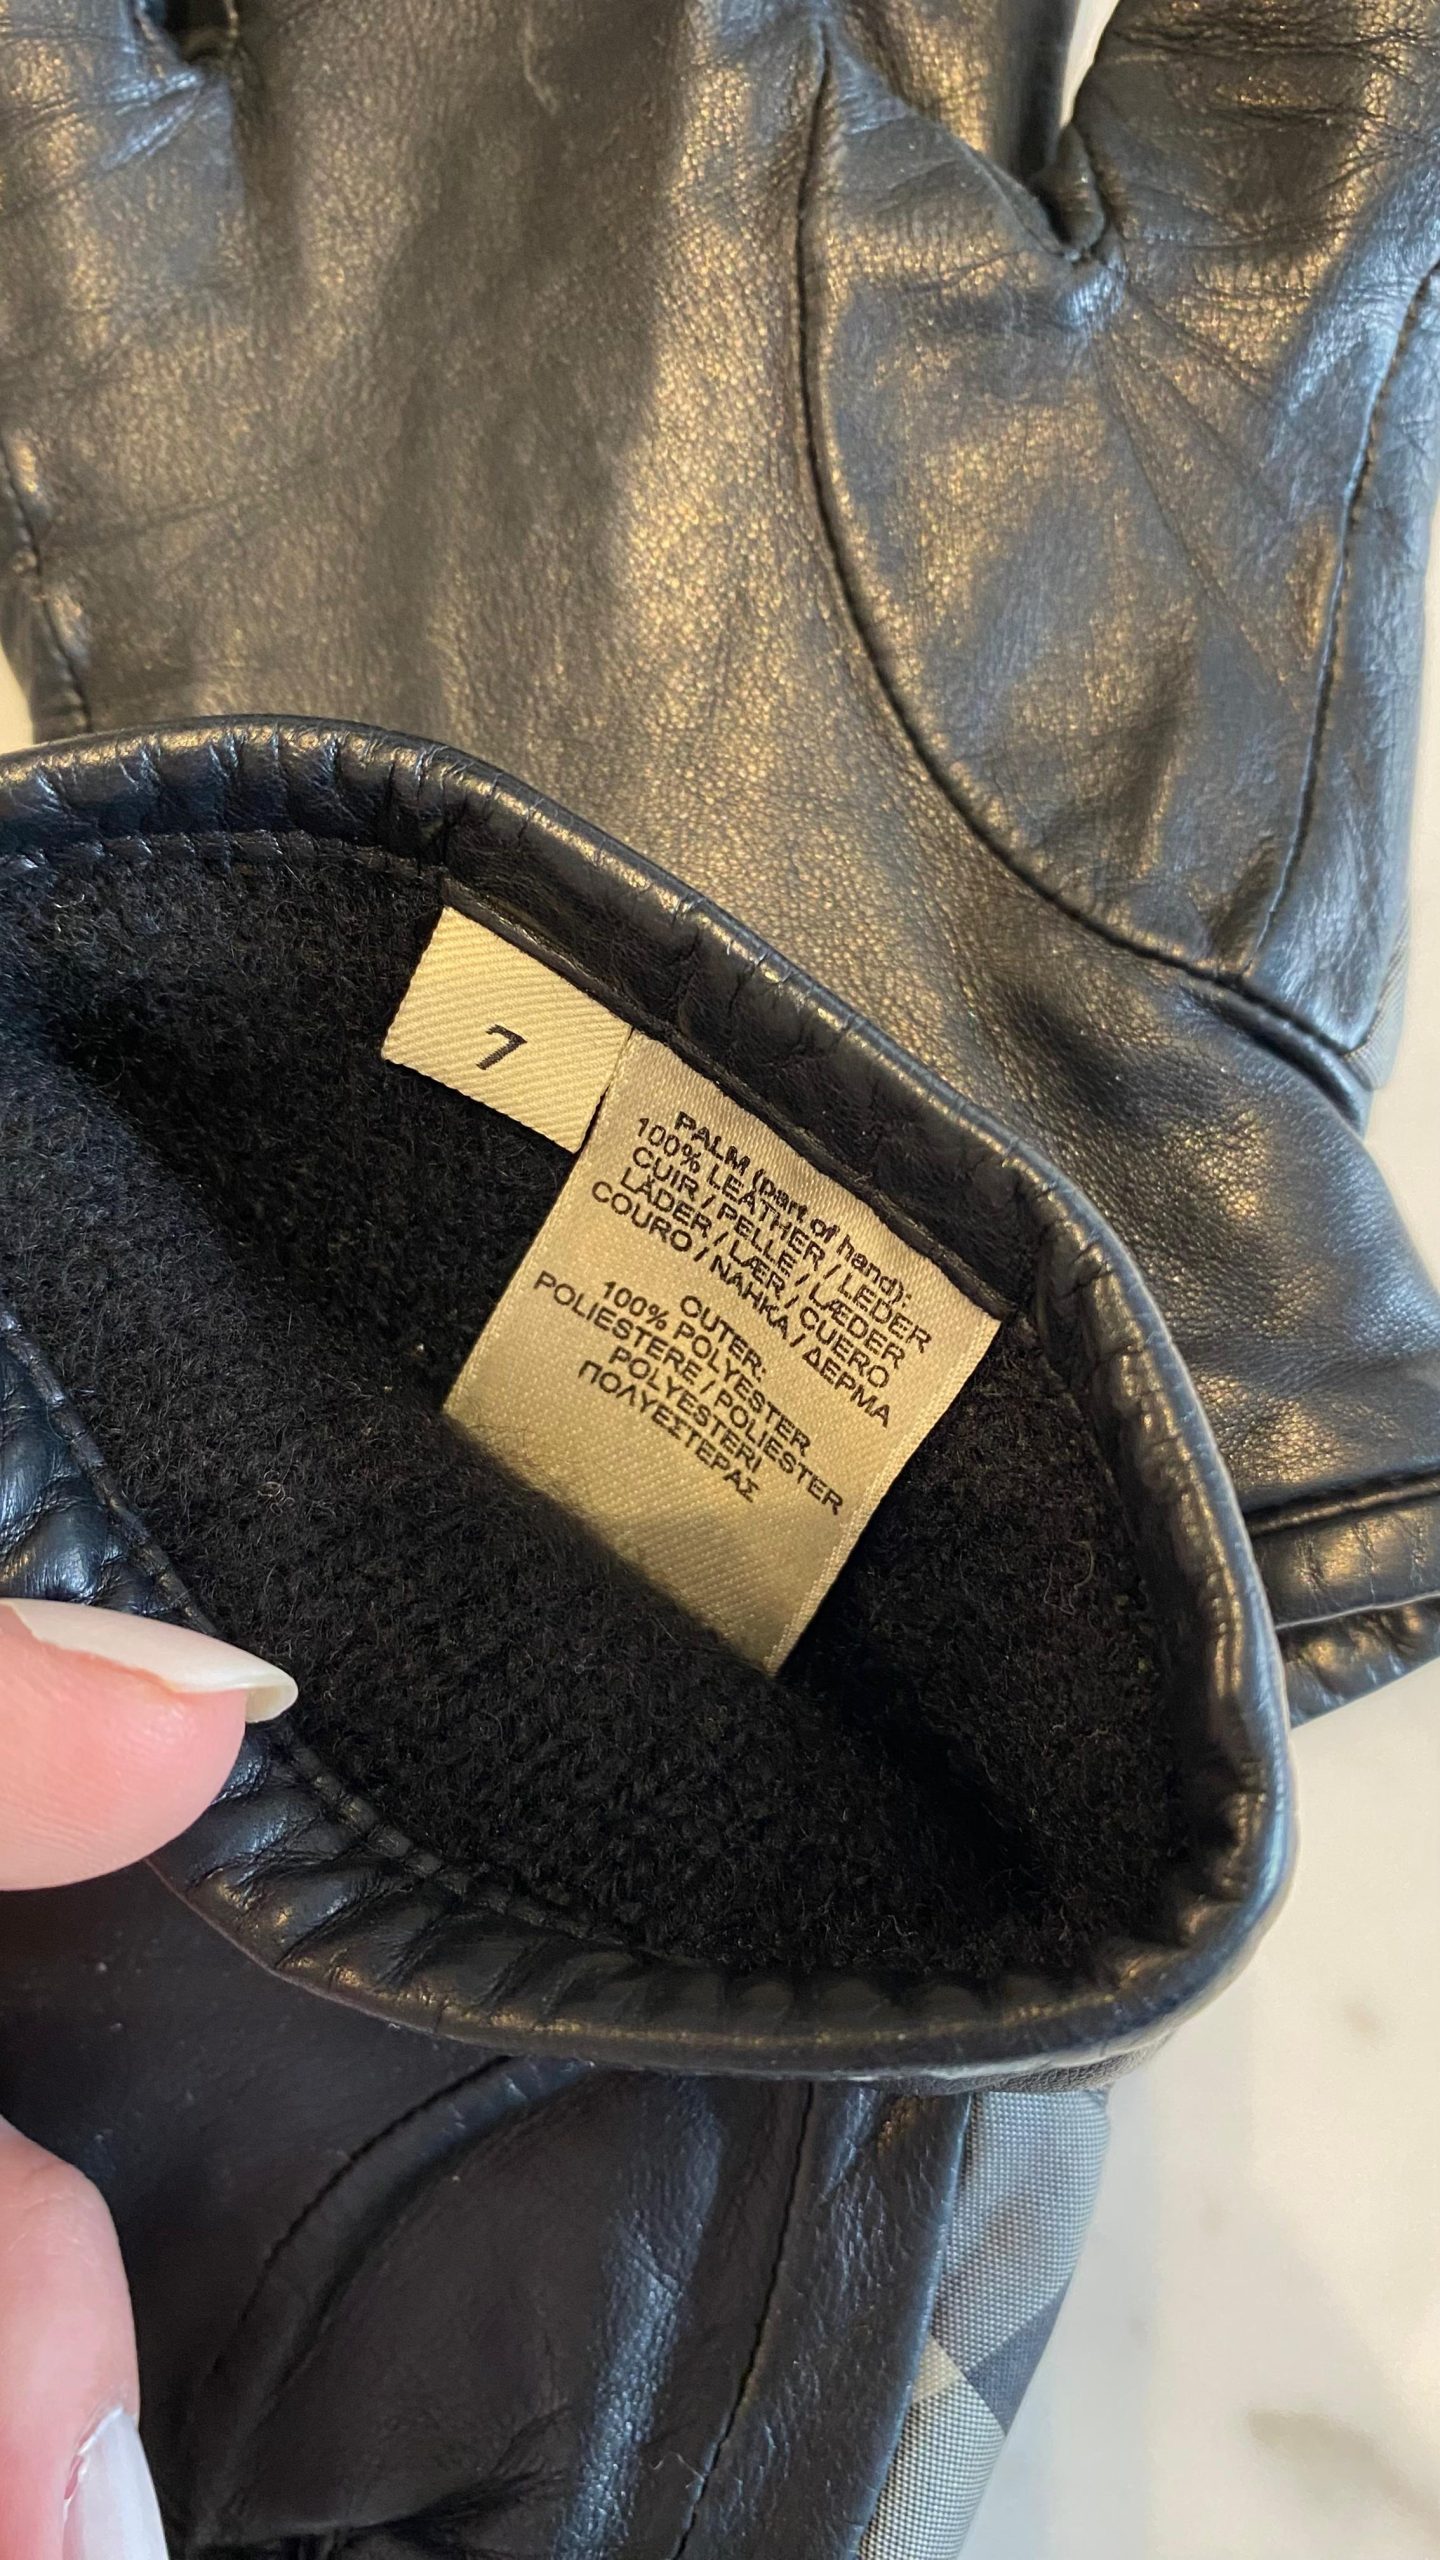 7
PALM (part of hand):
100% LEATHER / LEDER
CUIR / PELLE / LÆDER
LÄDER / LÆR / CUERO
COURO / NAHKA / ΔΕΡΜΑ
OUTER:
100% POLYESTER
POLIESTERE / POLIESTER
POLYESTERI
ΠΟΛΥΕΣΤΕΡΑΣ